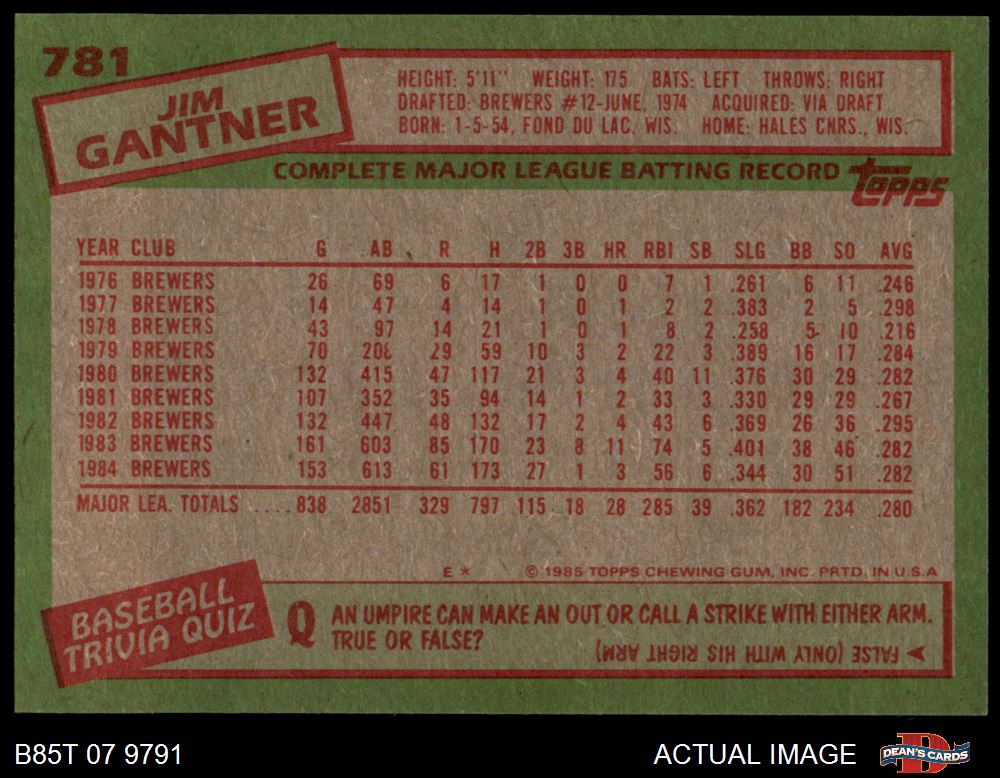 781
JIM
GANTNER
HEIGHT: 5'11" WEIGHT: 175 BATS: LEFT THROWS: RIGHT
DRAFTED: BREWERS #12-JUNE, 1974 ACQUIRED: VIA DRAFT
BORN: 1-5-54, FOND DU LAC, WIS. HOME: HALES CNRS., WIS.
COMPLETE MAJOR LEAGUE BATTING RECORD topps
YEAR CLUB G AB R H 2B 3B HR RBI SB SLG BB SO AVG
1976 BREWERS 26 69 6 17 1 0 0 7 1 .261 6 11 .246
1977 BREWERS 14 47 4 14 1 0 1 2 2 .383 2 5 .298
1978 BREWERS 43 97 14 21 1 0 1 8 2 .258 5 10 .216
1979 BREWERS 70 208 29 59 10 3 2 22 3 .389 16 17 .284
1980 BREWERS 132 415 47 117 21 3 4 40 11 .376 30 29 .282
1981 BREWERS 107 352 35 94 14 1 2 33 3 .330 29 29 .267
1982 BREWERS 132 447 48 132 17 2 4 43 6 .369 26 36 .295
1983 BREWERS 161 603 85 170 23 8 11 74 5 .401 38 46 .282
1984 BREWERS 153 613 61 173 27 1 3 56 6 .344 30 51 .282
MAJOR LEA. TOTALS ....838 2851 329 797 115 18 28 285 39 .362 182 234 .280
E * © 1985 TOPPS CHEWING GUM, INC. PRTD. IN U.S.A
BASEBALL
TRIVIA QUIZ
Q AN UMPIRE CAN MAKE AN OUT OR CALL A STRIKE WITH EITHER ARM.
TRUE OR FALSE?
FALSE (ONLY WITH HIS RIGHT ARM)
B85T 07 9791 ACTUAL IMAGE DEAN'S CARDS